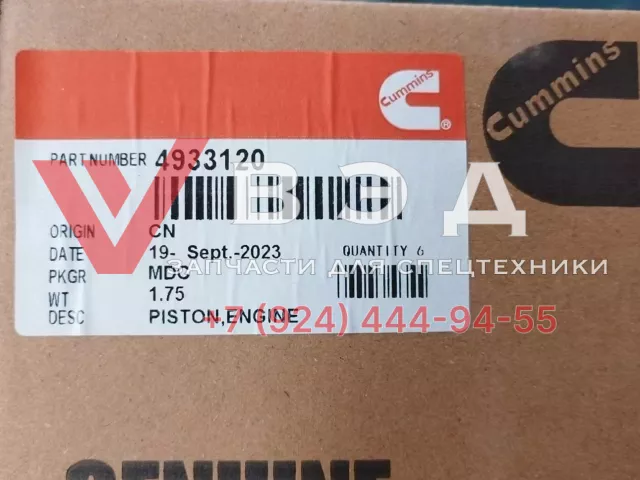 Cummins
Cummins
®
PART NUMBER 4933120
ВЭД
ORIGIN CN
DATE 19- Sept.-2023 QUANTITY 6
ЗАПЧАСТИ ДЛЯ СПЕЦТЕХНИКИ
PKGR MDC
WT 1.75
DESC PISTON,ENGINE
+7 (924) 444-94-55
GENUINE